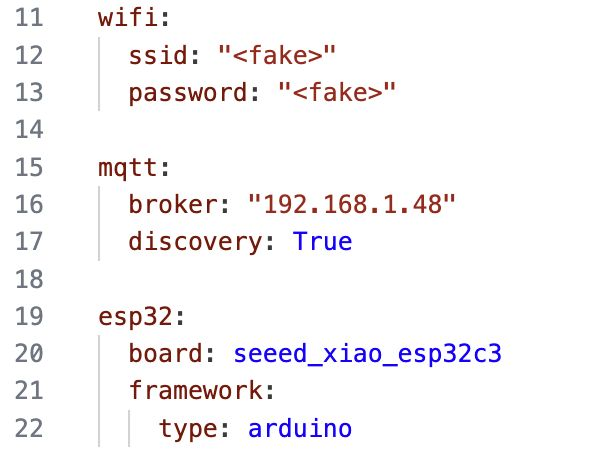 11 wifi:
12 ssid: "<fake>"
13 password: "<fake>"
14
15 mqtt:
16 broker: "192.168.1.48"
17 discovery: True
18
19 esp32:
20 board: seeed_xiao_esp32c3
21 framework:
22 type: arduino